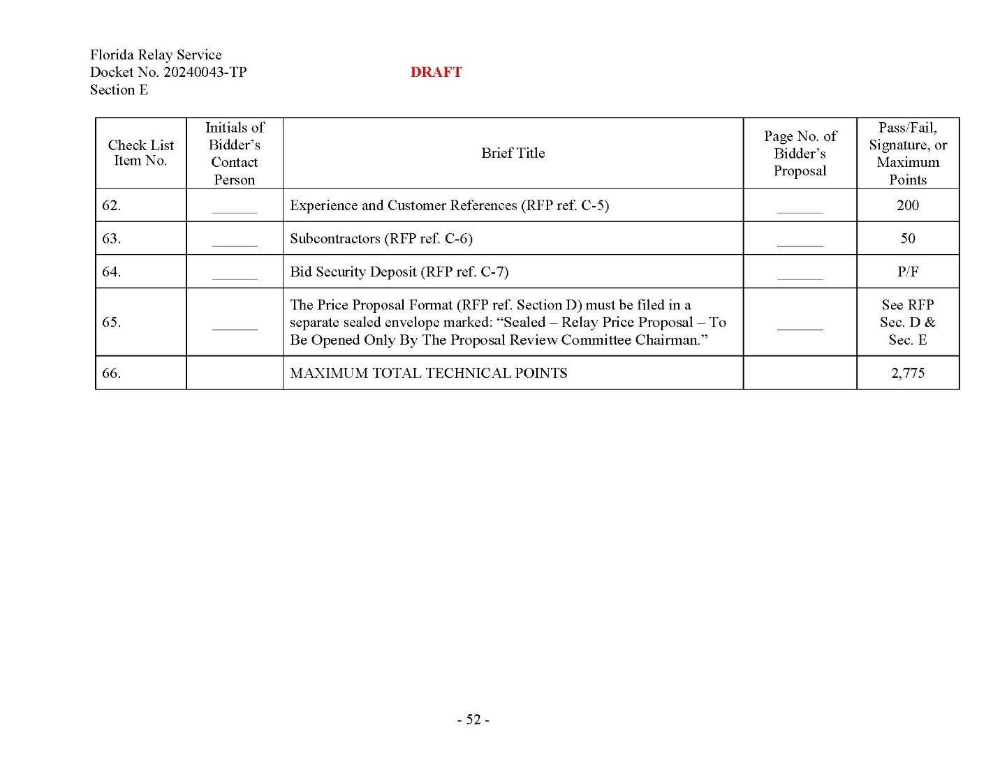 Florida Relay Service
Docket No. 20240043-TP
DRAFT
Section E
Check List
Item No.
Initials of
Bidder’s
Contact
Person
Brief Title
Page No. of
Bidder’s
Proposal
Pass/Fail,
Signature, or
Maximum
Points
62.
______
Experience and Customer References (RFP ref. C-5)
______
200
63.
______
Subcontractors (RFP ref. C-6)
______
50
64.
______
Bid Security Deposit (RFP ref. C-7)
______
P/F
65.
______
The Price Proposal Format (RFP ref. Section D) must be filed in a
separate sealed envelope marked: “Sealed – Relay Price Proposal – To
Be Opened Only By The Proposal Review Committee Chairman.”
______
See RFP
Sec. D &
Sec. E
66.
MAXIMUM TOTAL TECHNICAL POINTS
2,775
- 52 -